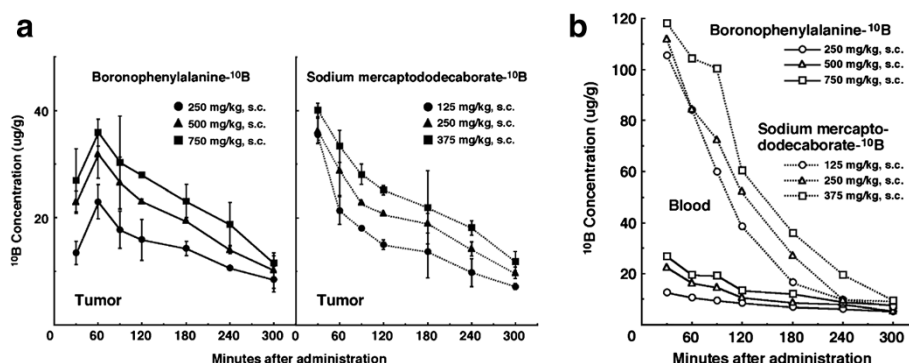 a
Boronophenylalanine-¹⁰B
250 mg/kg, s.c.
500 mg/kg, s.c.
750 mg/kg, s.c.
Sodium mercaptododecaborate-¹⁰B
125 mg/kg, s.c.
250 mg/kg, s.c.
375 mg/kg, s.c.
¹⁰B Concentration (ug/g)
40
20
Tumor
Tumor
0 60 120 180 240 300
60 120 180 240 300
Minutes after administration
b
Boronophenylalanine-¹⁰B
250 mg/kg, s.c.
500 mg/kg, s.c.
750 mg/kg, s.c.
Sodium mercapto-
dodecaborate-¹⁰B
125 mg/kg, s.c.
250 mg/kg, s.c.
375 mg/kg, s.c.
Blood
¹⁰B Concentration (ug/g)
120
100
80
60
40
20
0
0 60 120 180 240 300
Minutes after administration